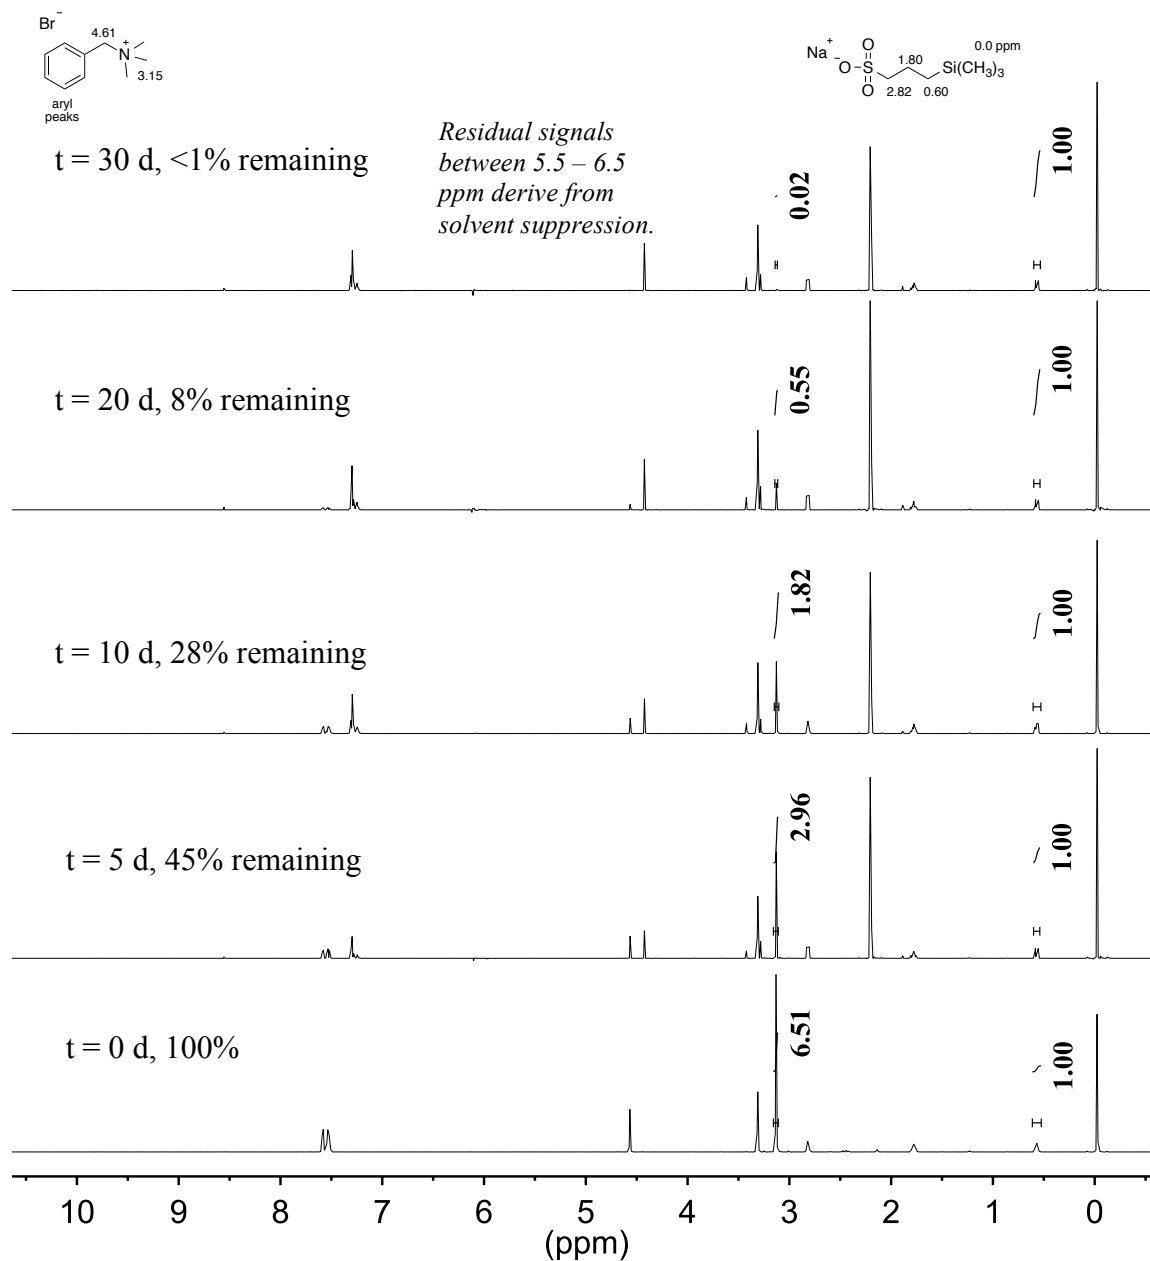 Br−
4.61
N+
3.15
aryl
peaks
Na+
−O
S
O
O
1.80
2.82
0.60
Si(CH3)3
0.0 ppm
t = 30 d, <1% remaining
Residual signals
between 5.5 – 6.5
ppm derive from
solvent suppression.
0.02
1.00
t = 20 d, 8% remaining
0.55
1.00
t = 10 d, 28% remaining
1.82
1.00
t = 5 d, 45% remaining
2.96
1.00
t = 0 d, 100%
6.51
1.00
10 9 8 7 6 5 4 3 2 1 0
(ppm)